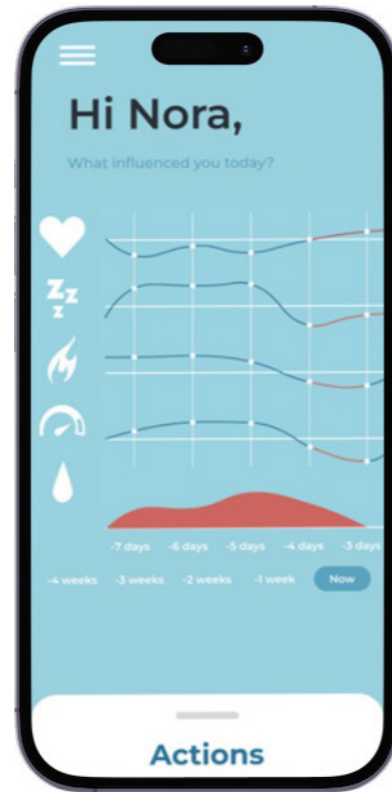 Hi Nora,
What influenced you today?
zzz
-7 days -6 days -5 days -4 days -3 days
-4 weeks -3 weeks -2 weeks -1 week Now
Actions